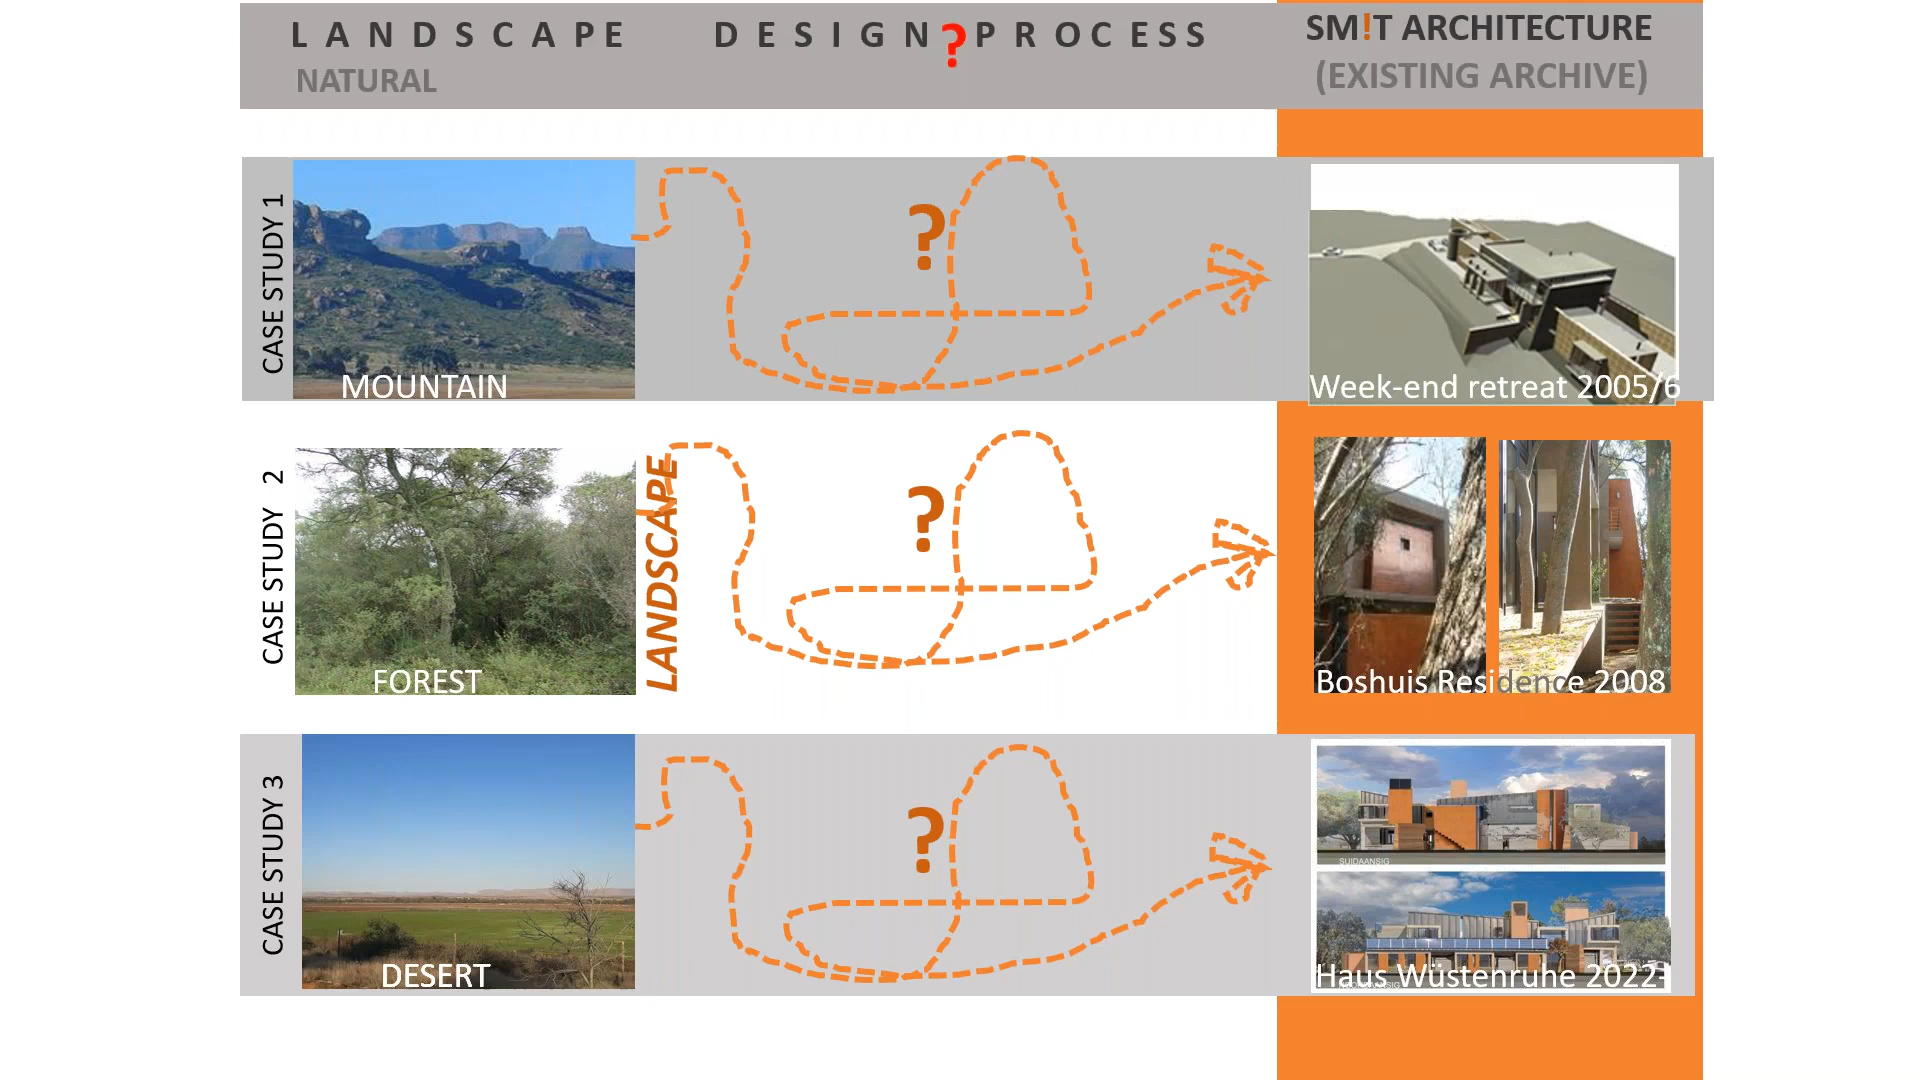 LANDSCAPE DESIGN?PROCESS
NATURAL
SM!T ARCHITECTURE
(EXISTING ARCHIVE)
CASE STUDY 1
MOUNTAIN
?
Week-end retreat 2005/6
CASE STUDY 2
FOREST
LANDSCAPE
?
Boshuis Residence 2008
CASE STUDY 3
DESERT
?
SUIDAANSIG
Haus Wüstenruhe 2022-